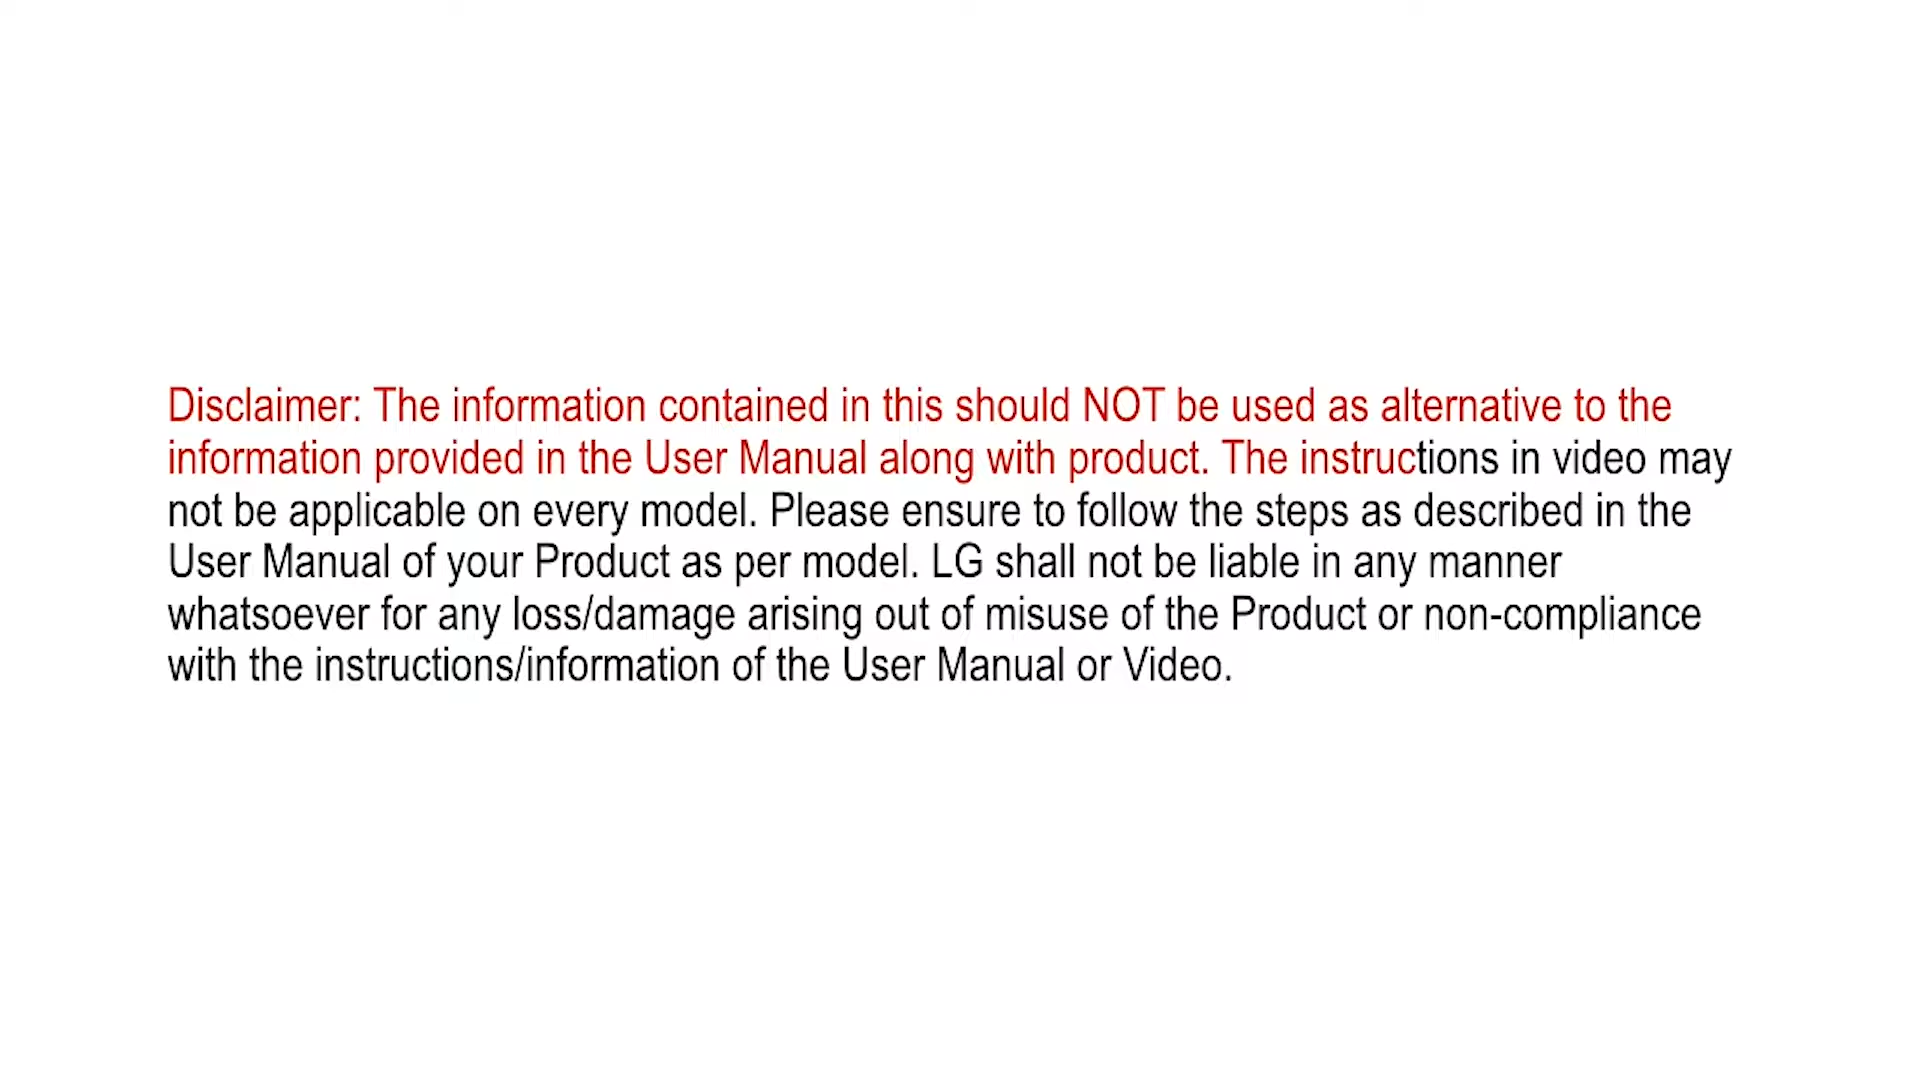 Disclaimer: The information contained in this should NOT be used as alternative to the
information provided in the User Manual along with product. The instructions in video may
not be applicable on every model. Please ensure to follow the steps as described in the
User Manual of your Product as per model. LG shall not be liable in any manner
whatsoever for any loss/damage arising out of misuse of the Product or non-compliance
with the instructions/information of the User Manual or Video.